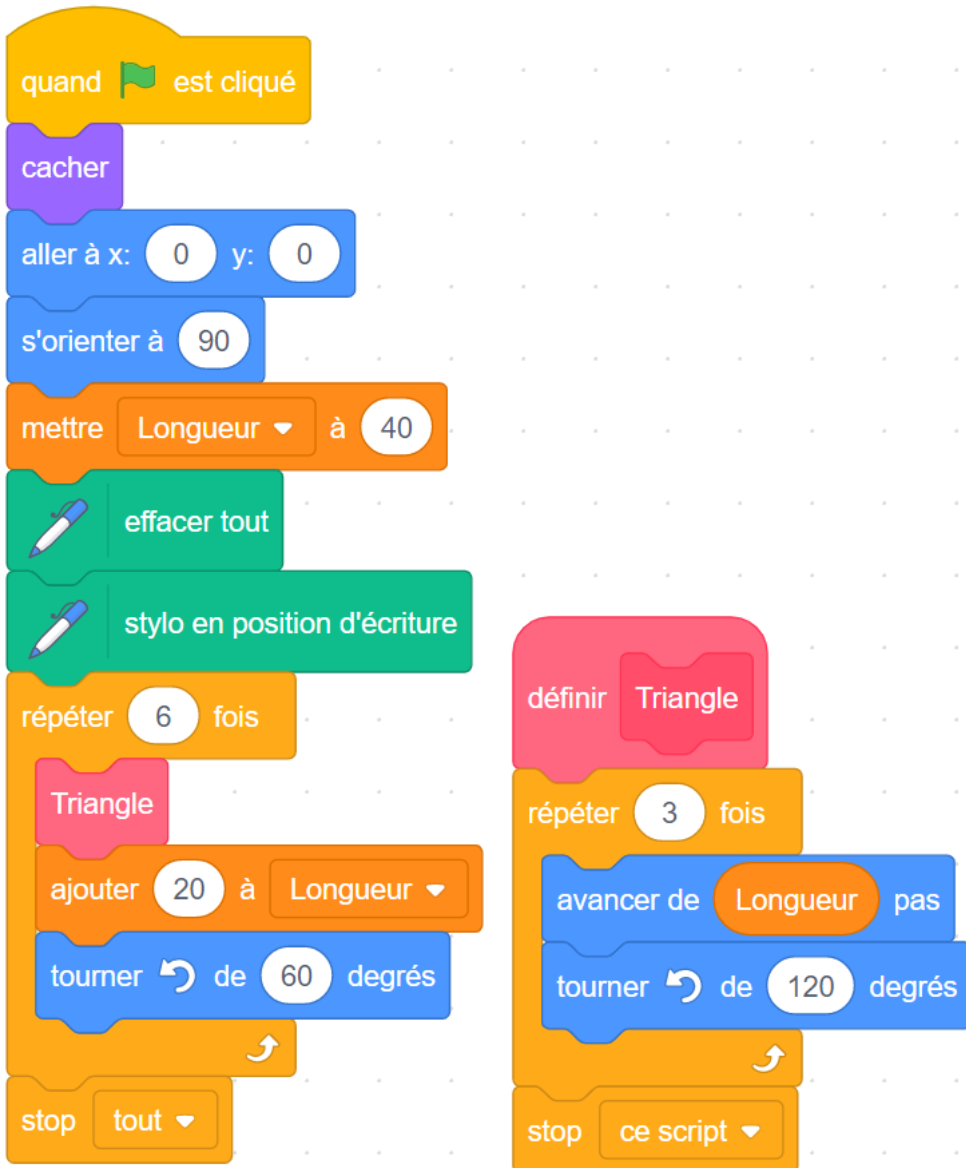 quand est cliqué
cacher
aller à x: 0 y: 0
s'orienter à 90
mettre Longueur à 40
effacer tout
stylo en position d'écriture
répéter 6 fois
Triangle
ajouter 20 à Longueur
tourner de 60 degrés
stop tout
définir Triangle
répéter 3 fois
avancer de Longueur pas
tourner de 120 degrés
stop ce script